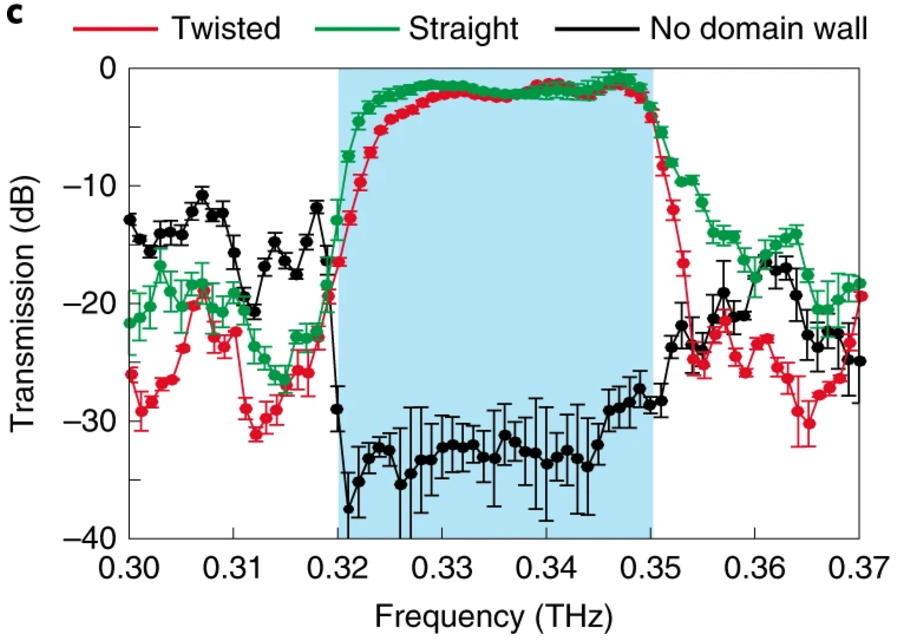 c
Twisted Straight No domain wall
Transmission (dB)
0
−10
−20
−30
−40
0.30 0.31 0.32 0.33 0.34 0.35 0.36 0.37
Frequency (THz)